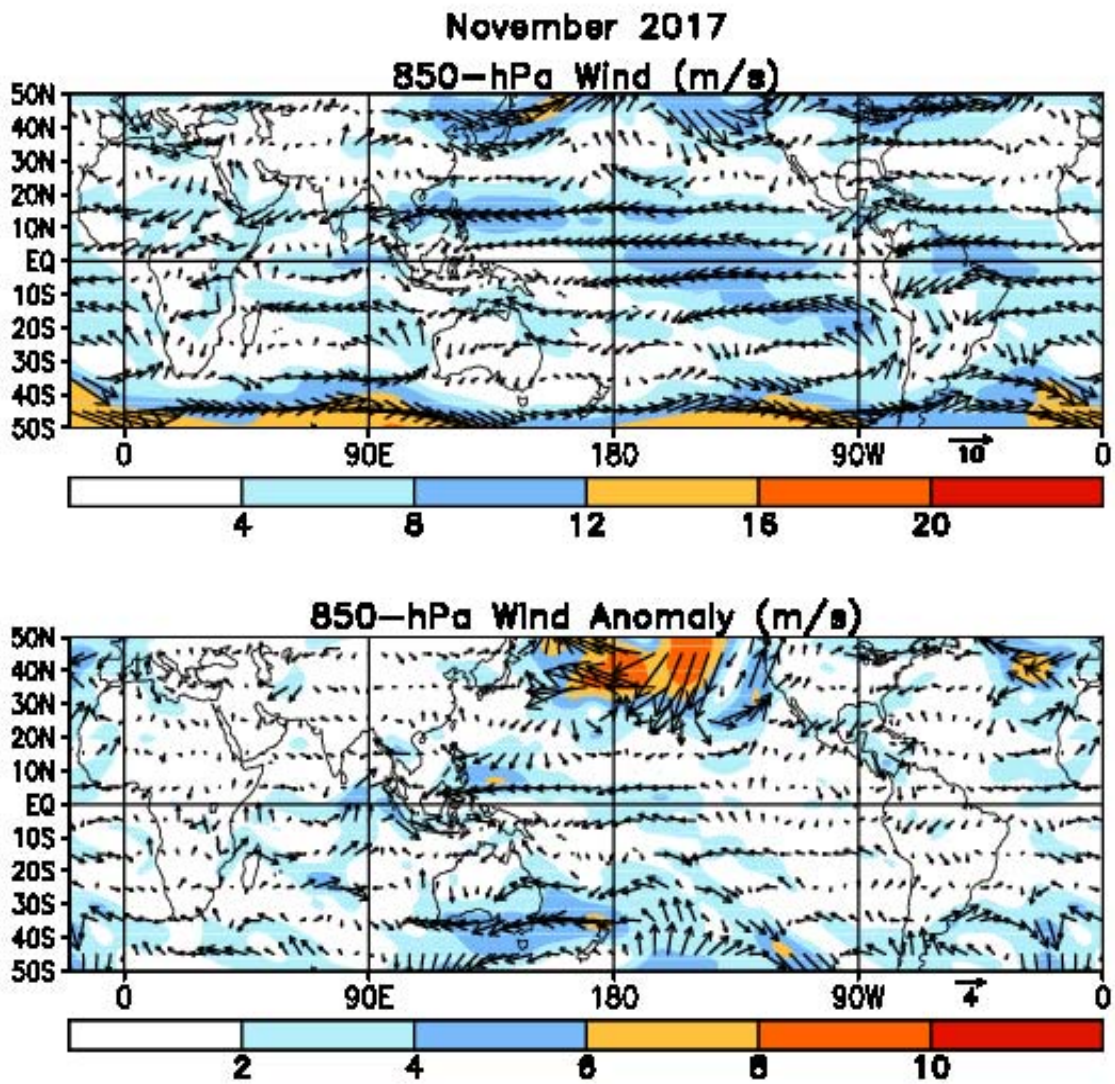 November 2017
850-hPa Wind (m/s)
50N
40N
30N
20N
10N
EQ
10S
20S
30S
40S
50S
0 90E 180 90W 0
10
4 8 12 16 20
850-hPa Wind Anomaly (m/s)
50N
40N
30N
20N
10N
EQ
10S
20S
30S
40S
50S
0 90E 180 90W 0
4
2 4 6 8 10